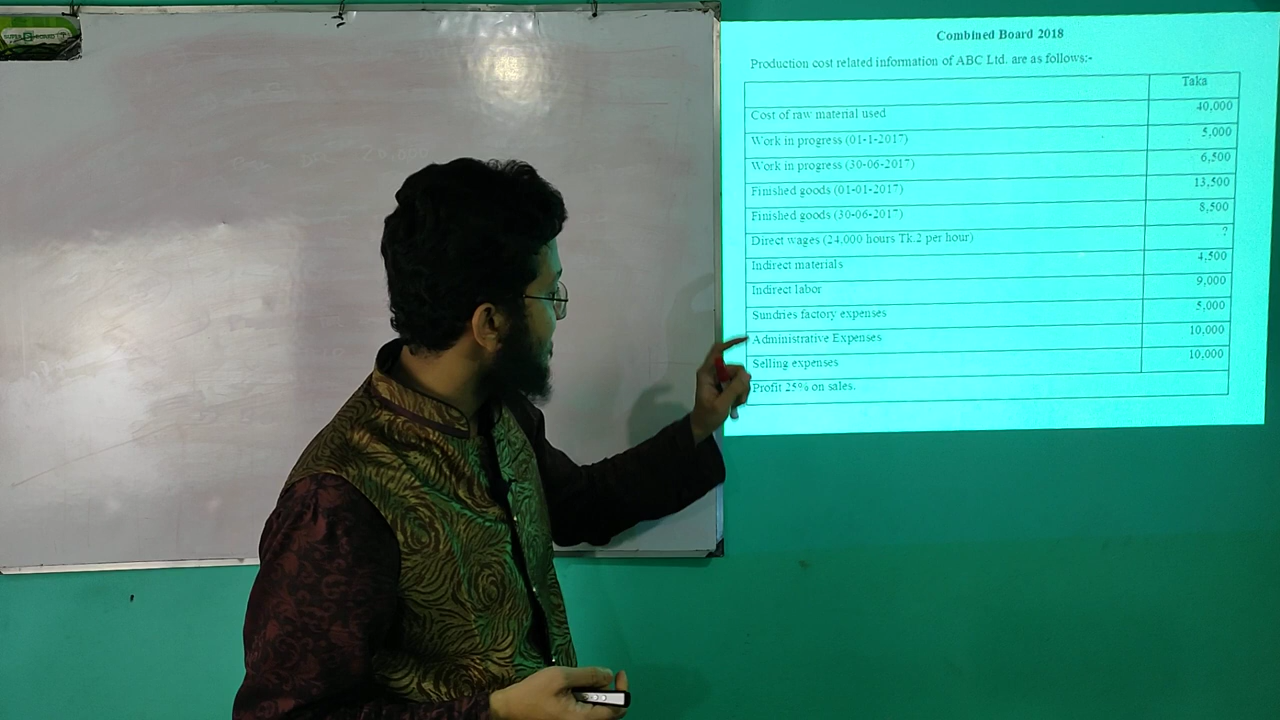 SUPER BOARD
Combined Board 2018
Production cost related information of ABC Ltd. are as follows:-
Taka
Cost of raw material used 40,000
Work in progress (01-1-2017) 5,000
Work in progress (30-06-2017) 6,500
Finished goods (01-01-2017) 13,500
Finished goods (30-06-2017) 8,500
Direct wages (24,000 hours Tk.2 per hour) ?
Indirect materials 4,500
Indirect labor 9,000
Sundries factory expenses 5,000
Administrative Expenses 10,000
Selling expenses 10,000
Profit 25% on sales.